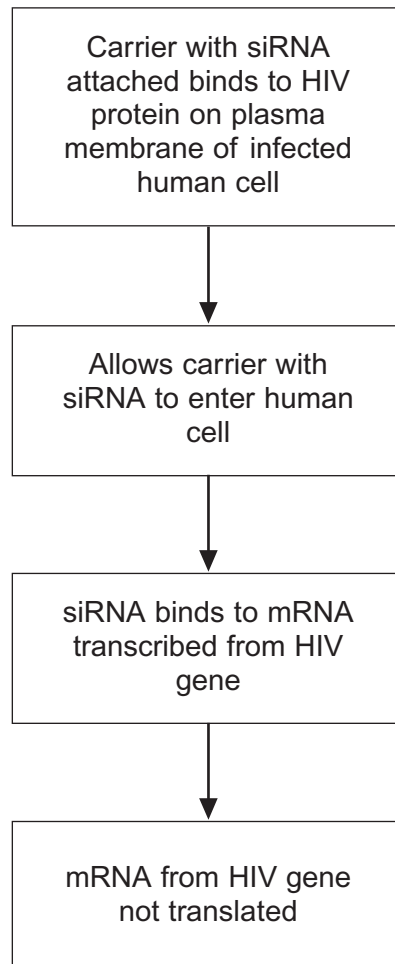 Carrier with siRNA
attached binds to HIV
protein on plasma
membrane of infected
human cell
Allows carrier with
siRNA to enter human
cell
siRNA binds to mRNA
transcribed from HIV
gene
mRNA from HIV gene
not translated